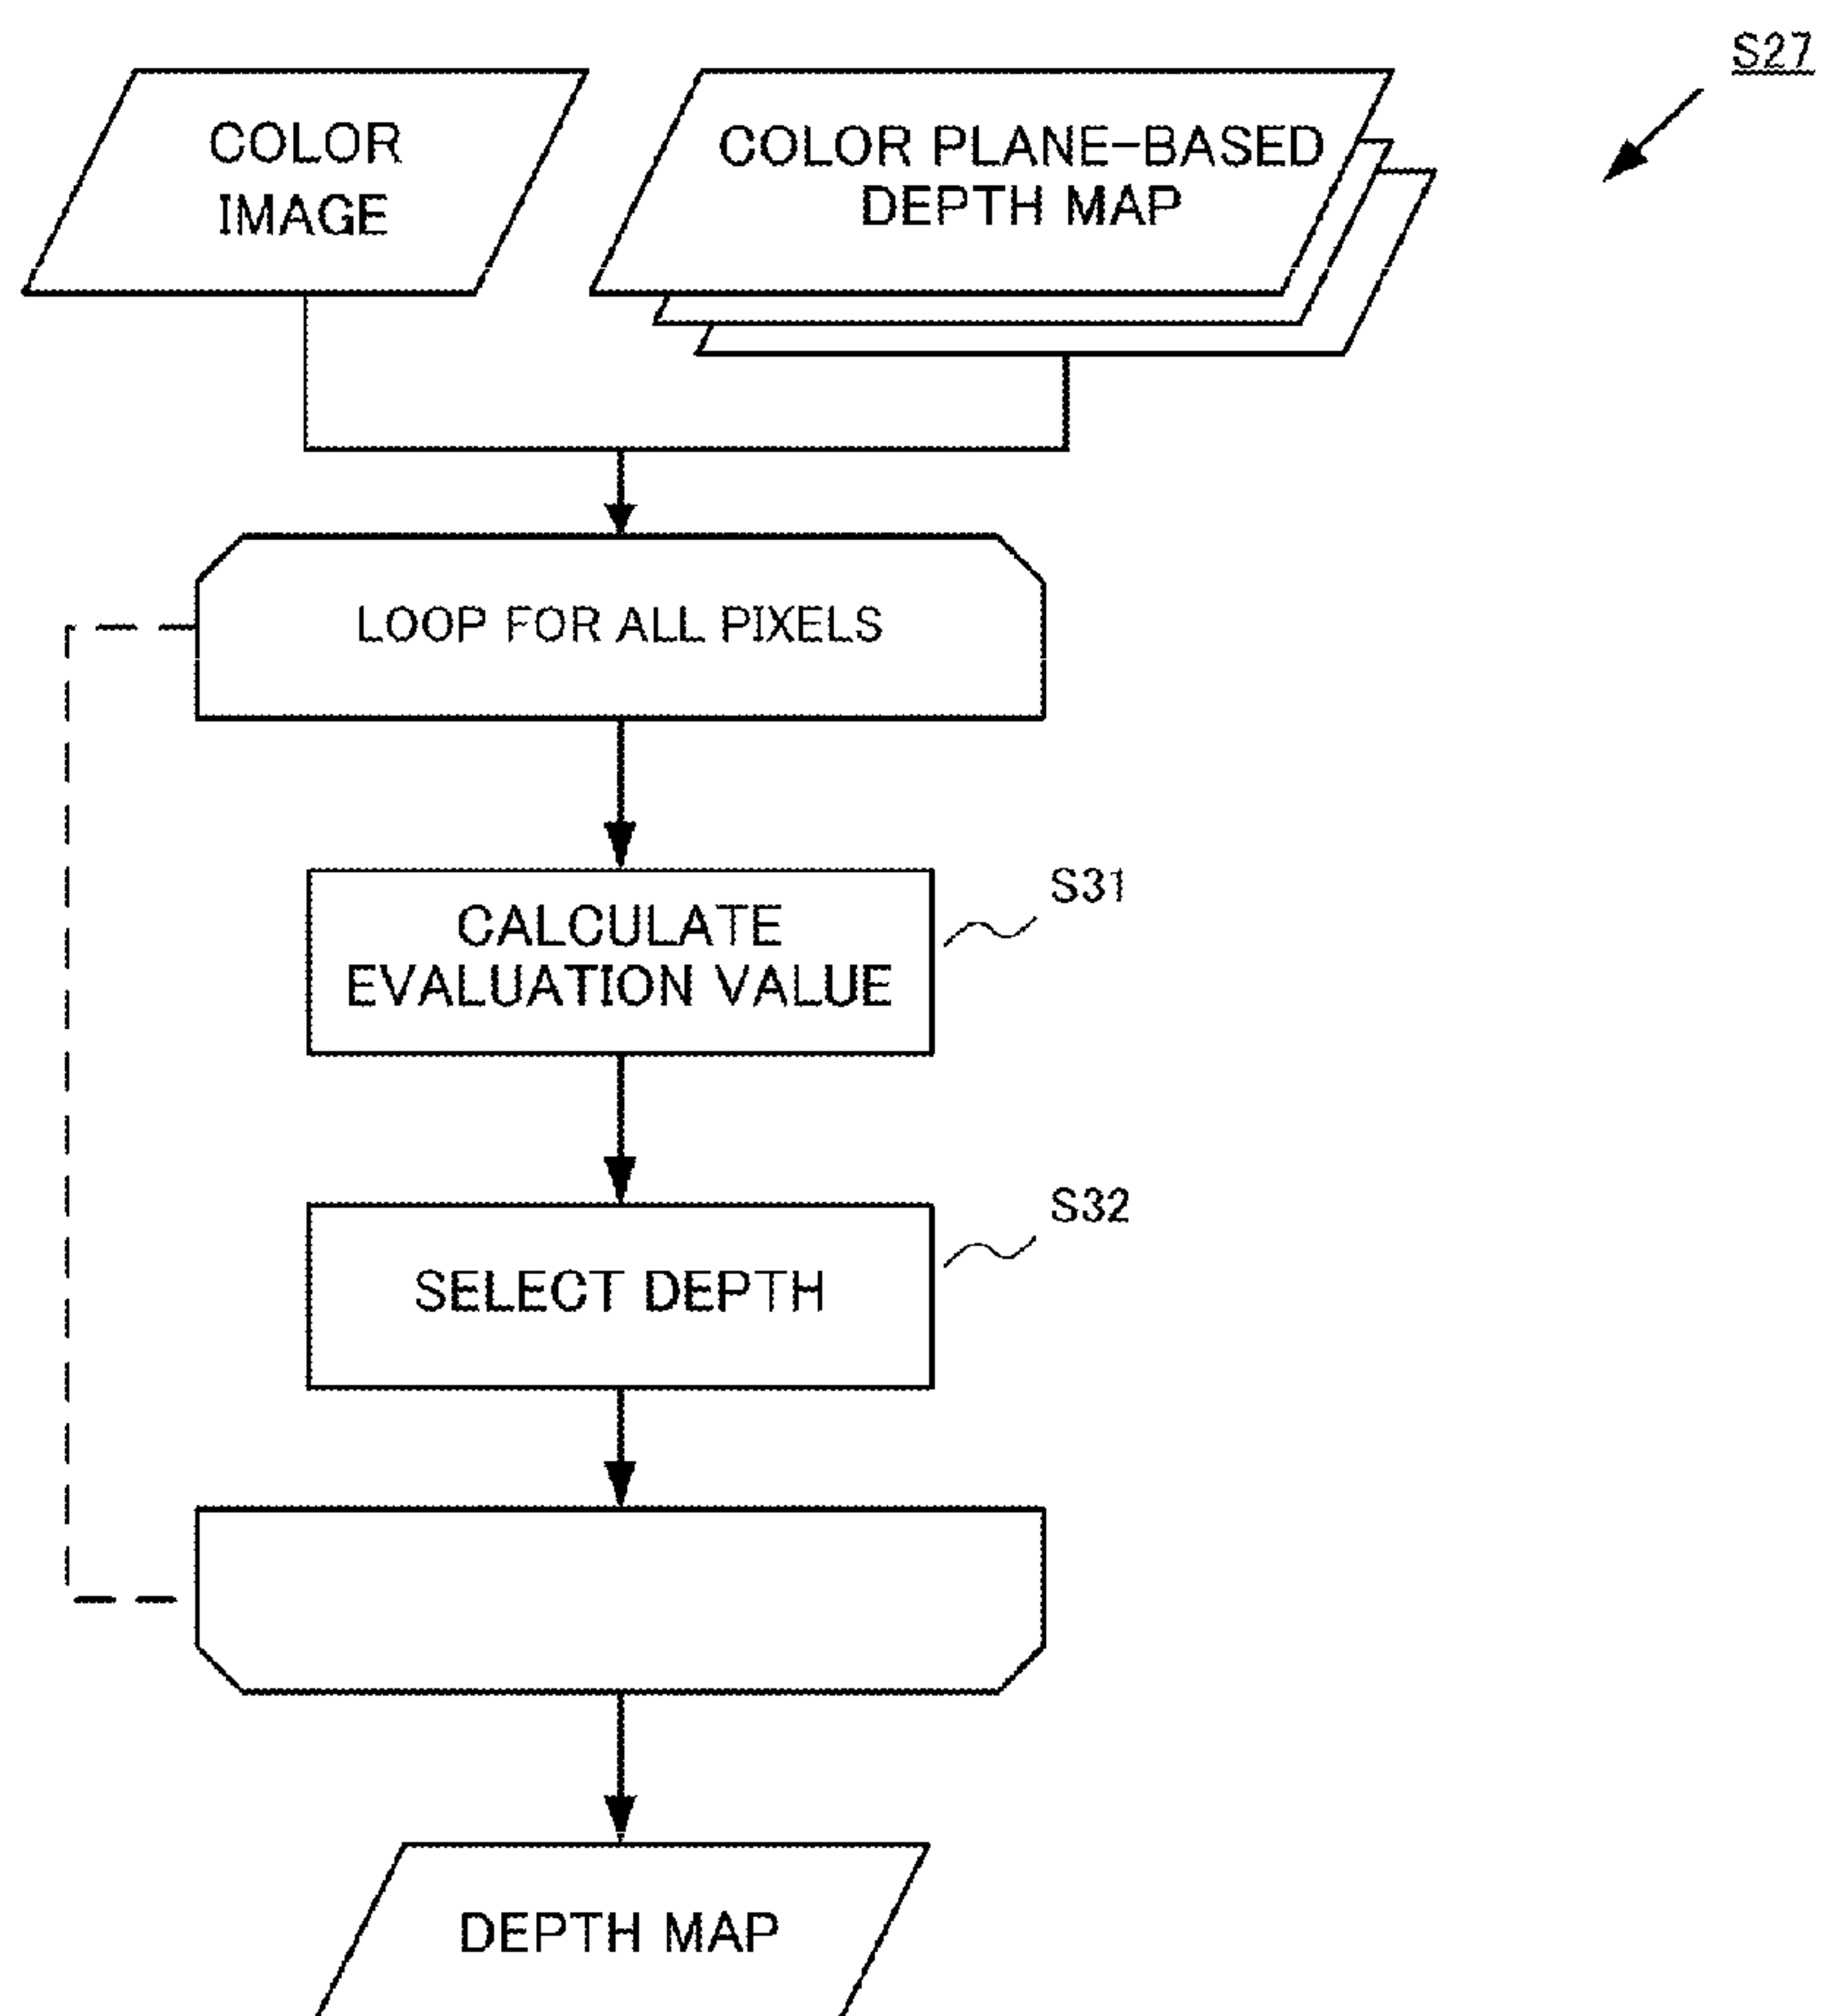 S27
COLOR
IMAGE
COLOR PLANE-BASED
DEPTH MAP
LOOP FOR ALL PIXELS
S31
CALCULATE
EVALUATION VALUE
S32
SELECT DEPTH
DEPTH MAP